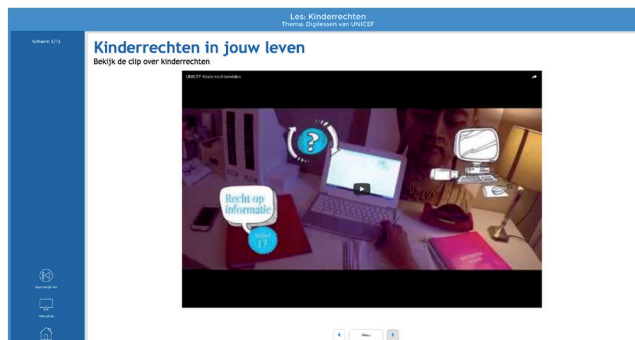 Les: Kinderrechten
Thema: Digilessen van UNICEF
Scherm 3/13
Kinderrechten in jouw leven
Bekijk de clip over kinderrechten
UNICEF Kinderrechtenvideo
?
Recht op
informatie
Artikel
17
Menu